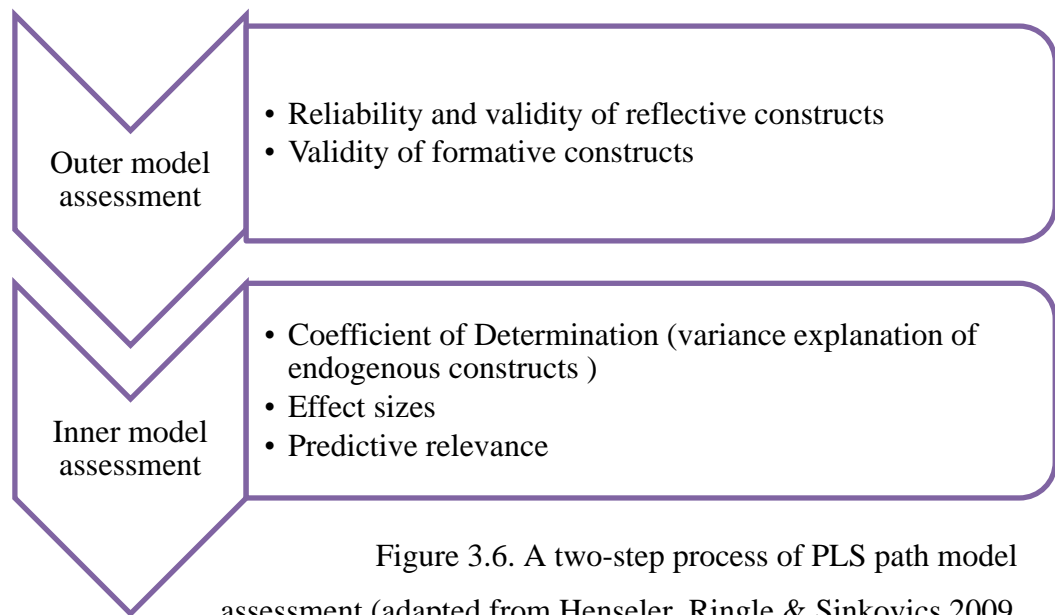 Outer model
assessment
• Reliability and validity of reflective constructs
• Validity of formative constructs
Inner model
assessment
• Coefficient of Determination (variance explanation of
endogenous constructs )
• Effect sizes
• Predictive relevance
Figure 3.6. A two-step process of PLS path model
assessment (adapted from Henseler, Ringle & Sinkovics 2009,